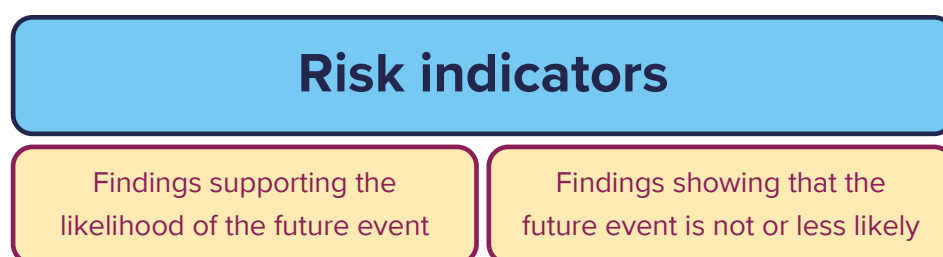 Risk indicators
Findings supporting the
likelihood of the future event
Findings showing that the
future event is not or less likely